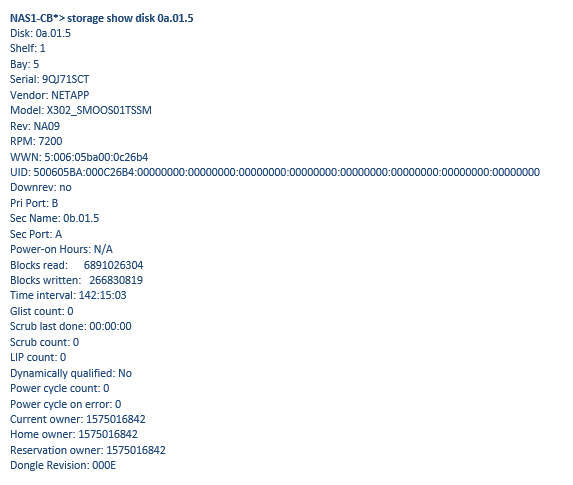 NAS1-CB*> storage show disk 0a.01.5
Disk: 0a.01.5
Shelf: 1
Bay: 5
Serial: 9QJ71SCT
Vendor: NETAPP
Model: X302_SMOOS01TSSM
Rev: NA09
RPM: 7200
WWN: 5:006:05ba00:0c26b4
UID: 500605BA:000C26B4:00000000:00000000:00000000:00000000:00000000:00000000:00000000:00000000
Downrev: no
Pri Port: B
Sec Name: 0b.01.5
Sec Port: A
Power-on Hours: N/A
Blocks read: 6891026304
Blocks written: 266830819
Time interval: 142:15:03
Glist count: 0
Scrub last done: 00:00:00
Scrub count: 0
LIP count: 0
Dynamically qualified: No
Power cycle count: 0
Power cycle on error: 0
Current owner: 1575016842
Home owner: 1575016842
Reservation owner: 1575016842
Dongle Revision: 000E